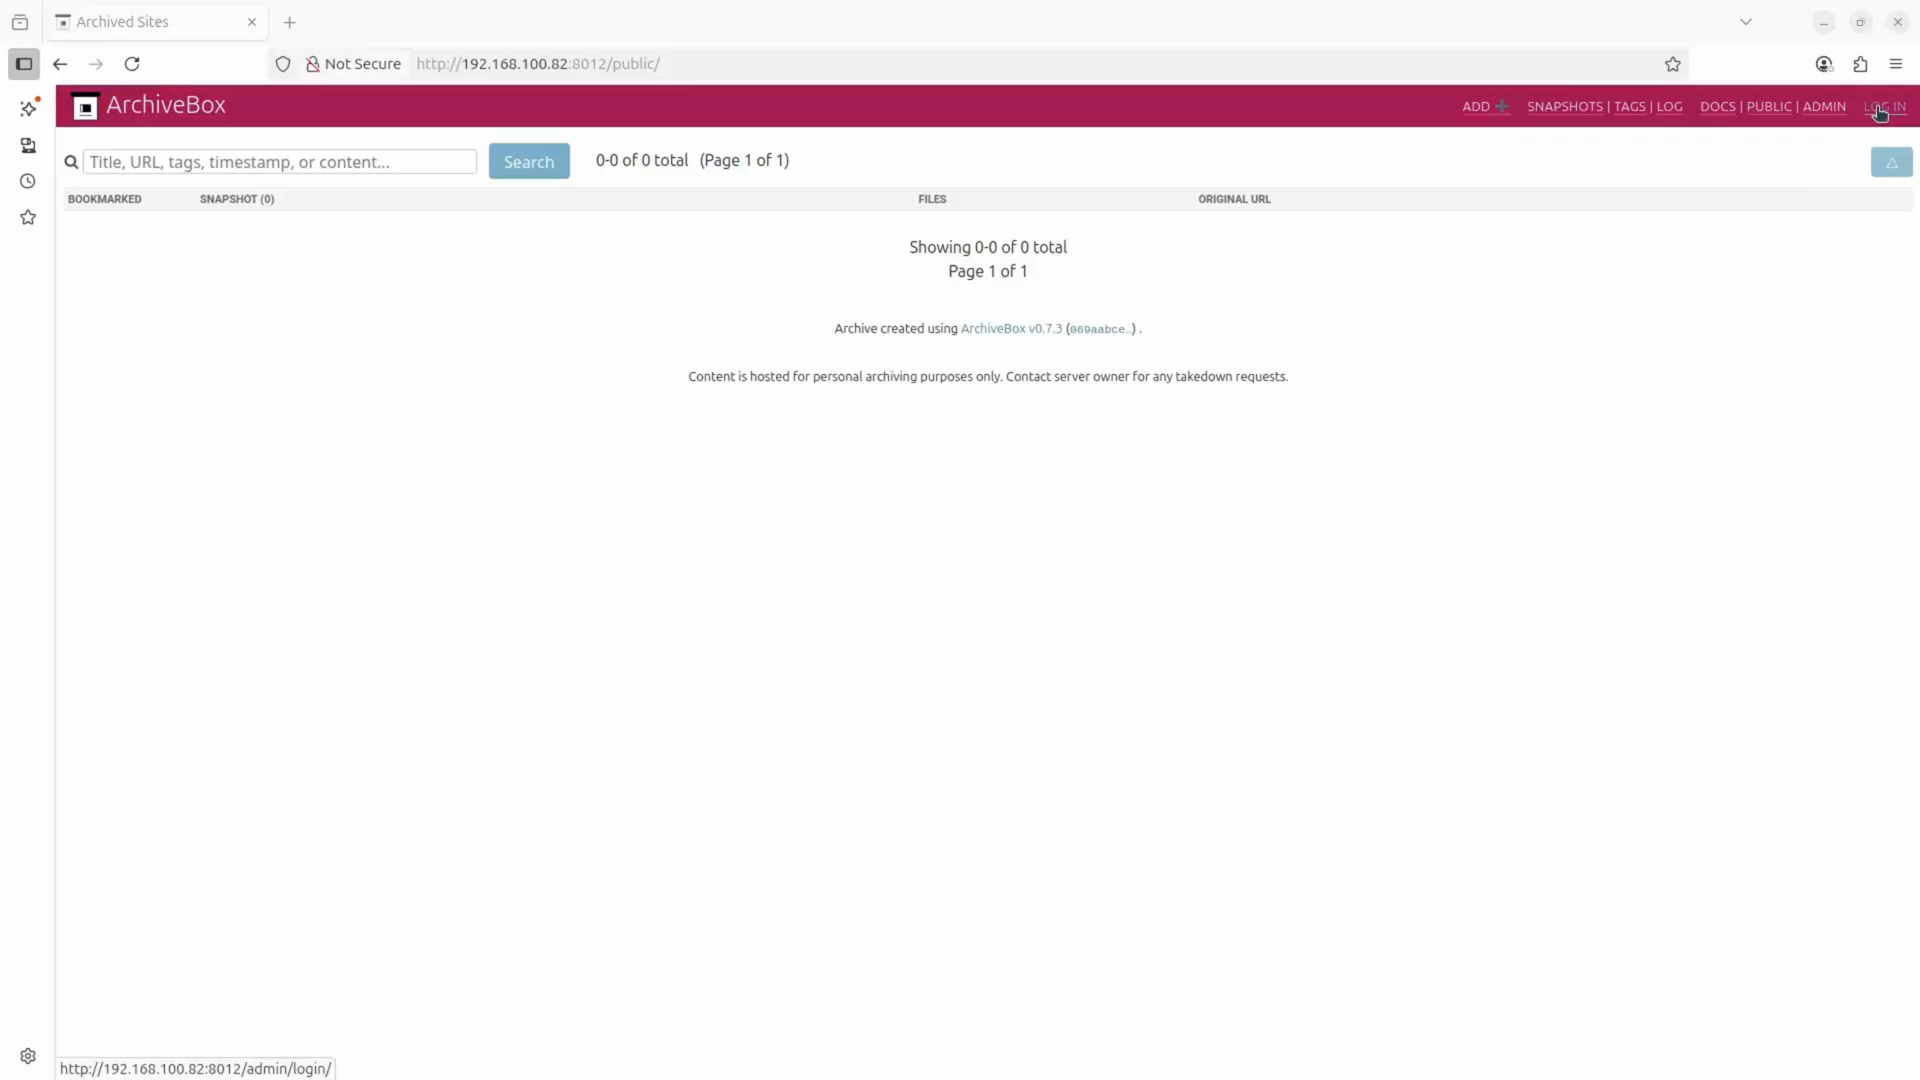 Archived Sites
Not Secure
http://192.168.100.82:8012/public/
ArchiveBox
ADD ➕ SNAPSHOTS | TAGS | LOG DOCS | PUBLIC | ADMIN LOG IN
Title, URL, tags, timestamp, or content...
Search
0-0 of 0 total (Page 1 of 1)
BOOKMARKED SNAPSHOT (0) FILES ORIGINAL URL
Showing 0-0 of 0 total
Page 1 of 1
Archive created using ArchiveBox v0.7.3 (069aabce…) .
Content is hosted for personal archiving purposes only. Contact server owner for any takedown requests.
http://192.168.100.82:8012/admin/login/